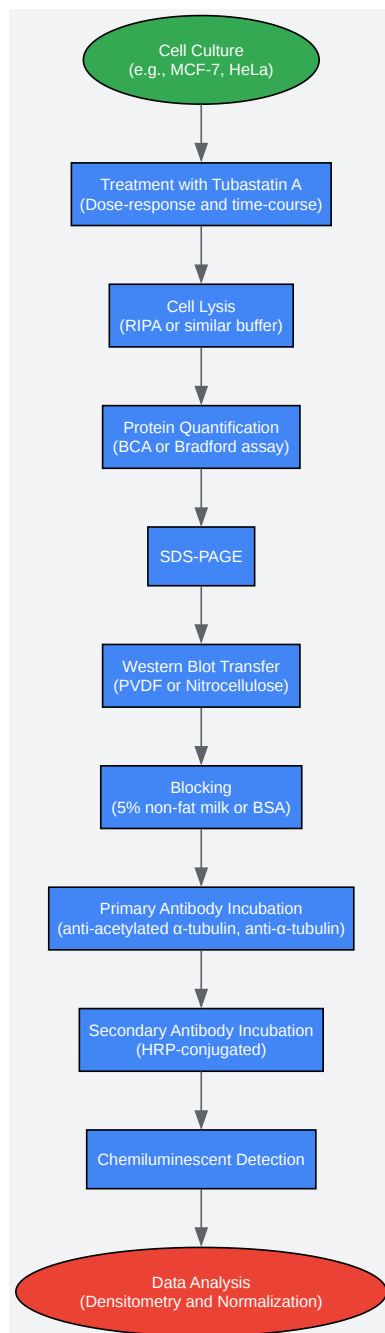 Cell Culture
(e.g., MCF-7, HeLa)
Treatment with Tubastatin A
(Dose-response and time-course)
Cell Lysis
(RIPA or similar buffer)
Protein Quantification
(BCA or Bradford assay)
SDS-PAGE
Western Blot Transfer
(PVDF or Nitrocellulose)
Blocking
(5% non-fat milk or BSA)
Primary Antibody Incubation
(anti-acetylated α-tubulin, anti-α-tubulin)
Secondary Antibody Incubation
(HRP-conjugated)
Chemiluminescent Detection
Data Analysis
(Densitometry and Normalization)